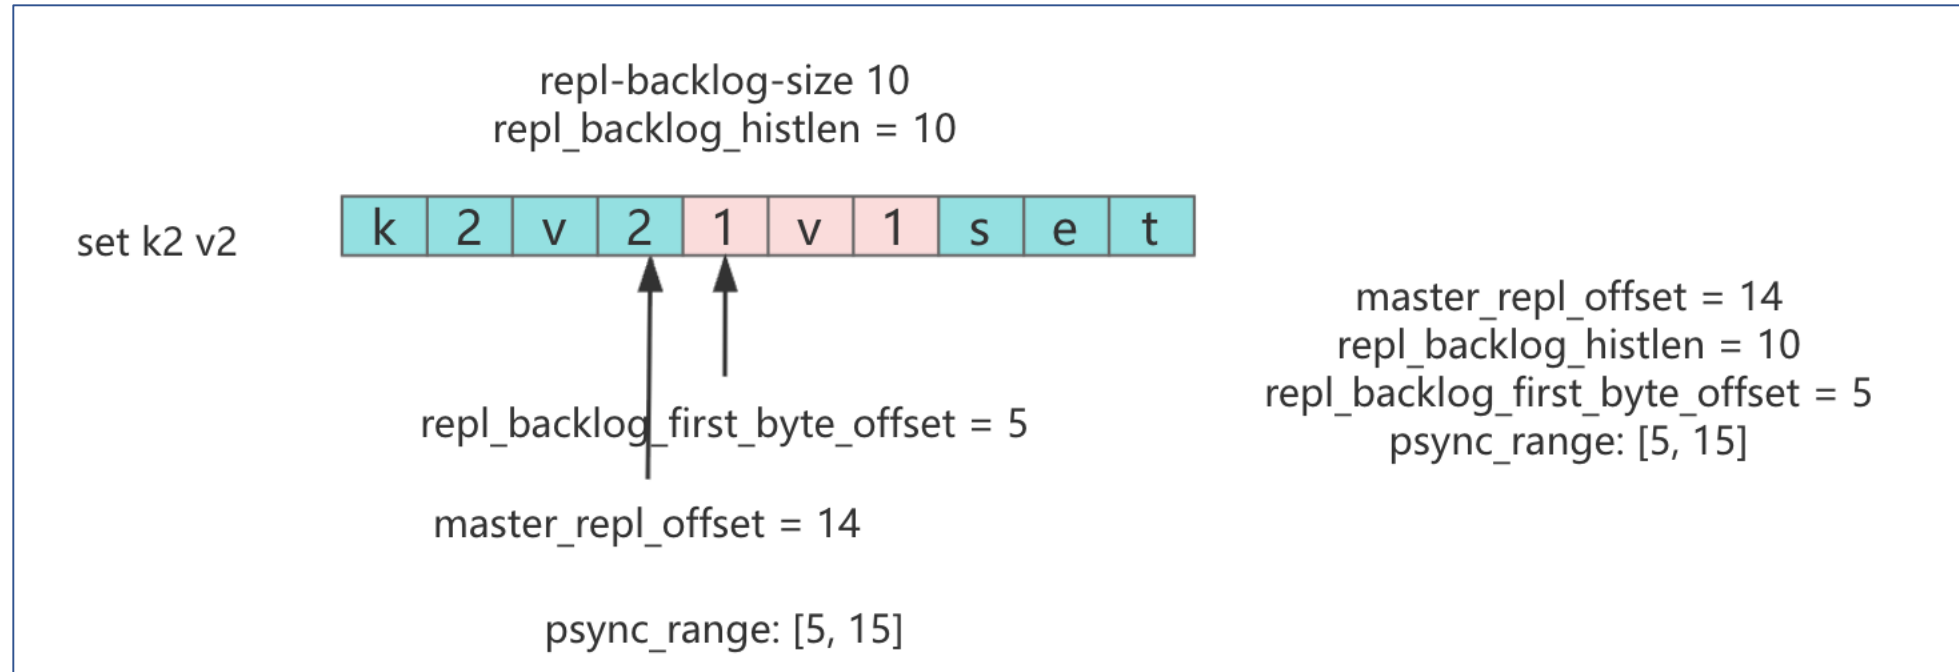 repl-backlog-size 10
repl_backlog_histlen = 10
set k2 v2
k 2 v 2 1 v 1 s e t
master_repl_offset = 14
repl_backlog_histlen = 10
repl_backlog_first_byte_offset = 5
psync_range: [5, 15]
repl_backlog_first_byte_offset = 5
master_repl_offset = 14
psync_range: [5, 15]